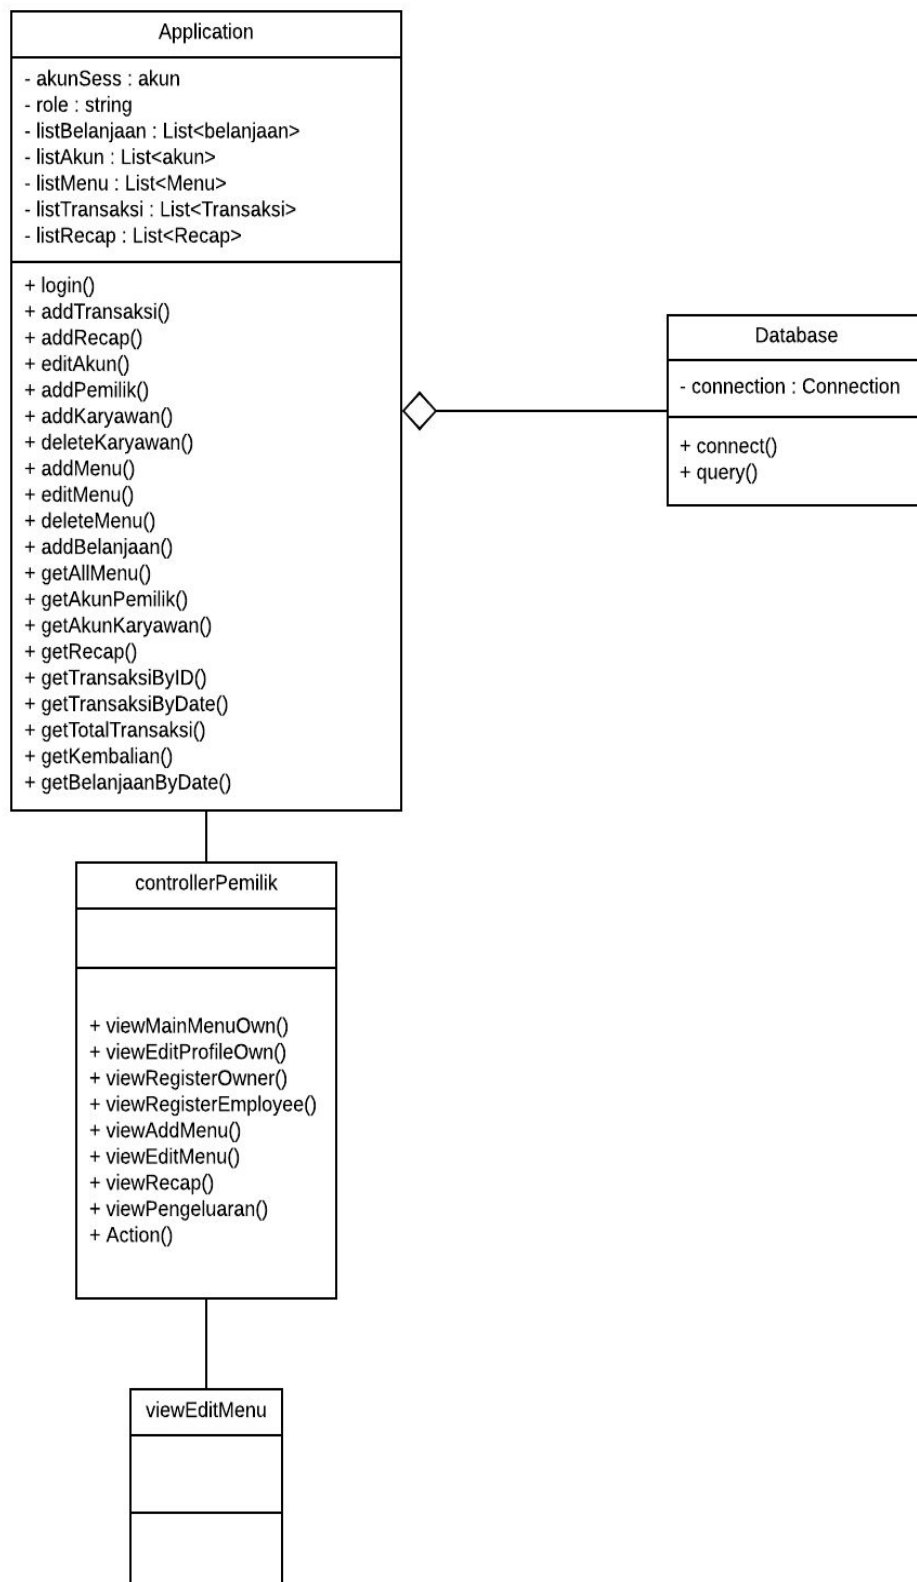 Application
- akunSess : akun
- role : string
- listBelanjaan : List<belanjaan>
- listAkun : List<akun>
- listMenu : List<Menu>
- listTransaksi : List<Transaksi>
- listRecap : List<Recap>
+ login()
+ addTransaksi()
+ addRecap()
+ editAkun()
+ addPemilik()
+ addKaryawan()
+ deleteKaryawan()
+ addMenu()
+ editMenu()
+ deleteMenu()
+ addBelanjaan()
+ getAllMenu()
+ getAkunPemilik()
+ getAkunKaryawan()
+ getRecap()
+ getTransaksiByID()
+ getTransaksiByDate()
+ getTotalTransaksi()
+ getKembalian()
+ getBelanjaanByDate()
Database
- connection : Connection
+ connect()
+ query()
controllerPemilik
+ viewMainMenuOwn()
+ viewEditProfileOwn()
+ viewRegisterOwner()
+ viewRegisterEmployee()
+ viewAddMenu()
+ viewEditMenu()
+ viewRecap()
+ viewPengeluaran()
+ Action()
viewEditMenu